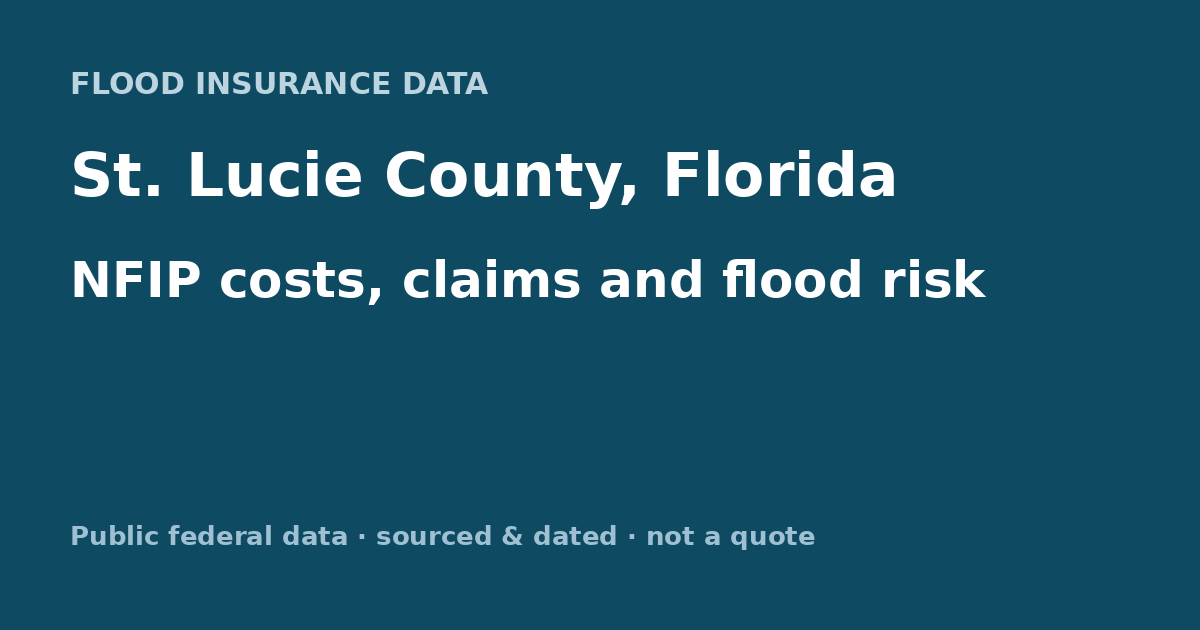 FLOOD INSURANCE DATA
St. Lucie County, Florida
NFIP costs, claims and flood risk
Public federal data · sourced & dated · not a quote